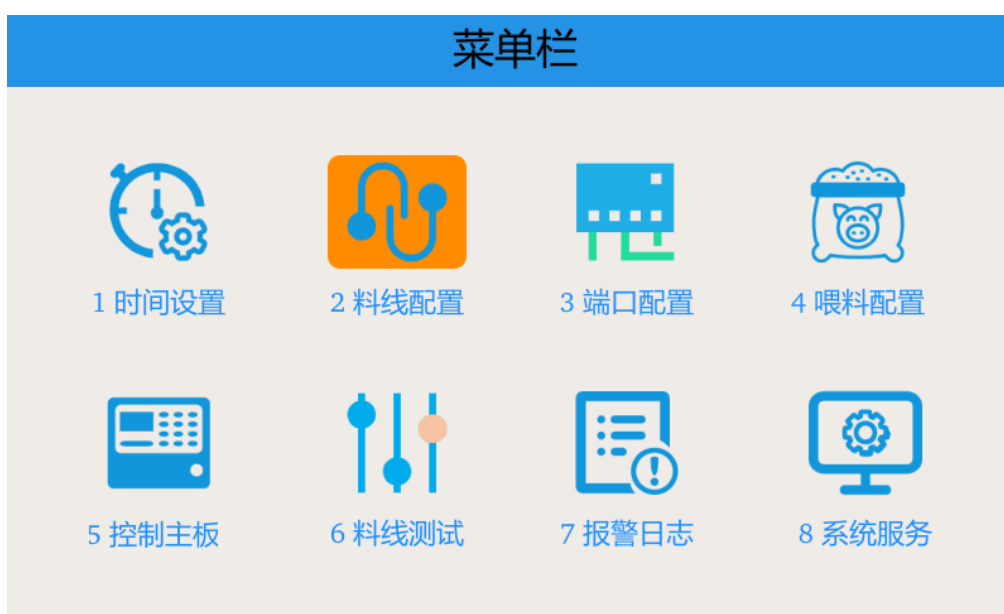 菜单栏
1 时间设置
2 料线配置
3 端口配置
4 喂料配置
5 控制主板
6 料线测试
7 报警日志
8 系统服务